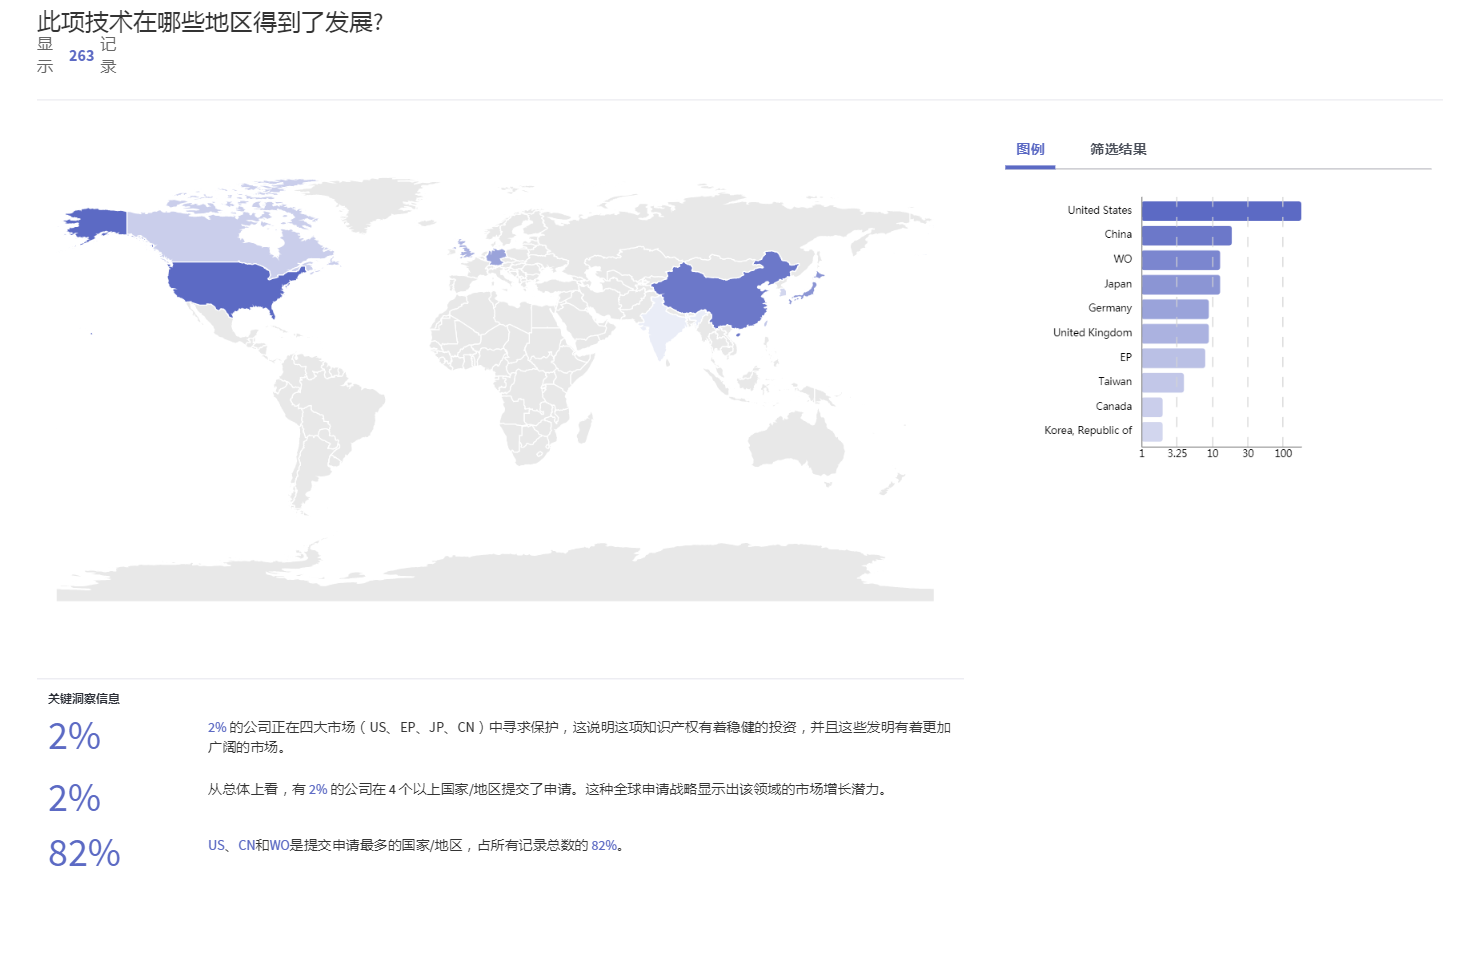 此项技术在哪些地区得到了发展?
显示 263 记录
图例 筛选结果
United States
China
WO
Japan
Germany
United Kingdom
EP
Taiwan
Canada
Korea, Republic of
1 3.25 10 30 100
关键洞察信息
2%
2% 的公司正在四大市场（US、EP、JP、CN）中寻求保护，这说明这项知识产权有着稳健的投资，并且这些发明有着更加
广阔的市场。
2%
从总体上看，有 2% 的公司在 4 个以上国家/地区提交了申请。这种全球申请战略显示出该领域的市场增长潜力。
82%
US、CN和WO是提交申请最多的国家/地区，占所有记录总数的 82%。